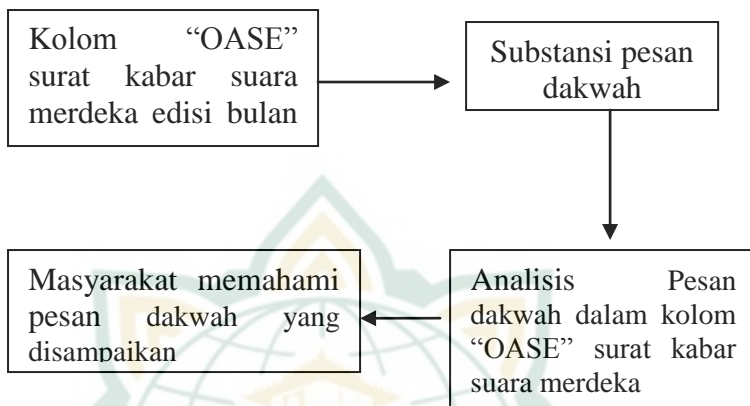 Kolom “OASE”
surat kabar suara
merdeka edisi bulan
Substansi pesan
dakwah
Masyarakat memahami
pesan dakwah yang
disampaikan
Analisis Pesan
dakwah dalam kolom
“OASE” surat kabar
suara merdeka